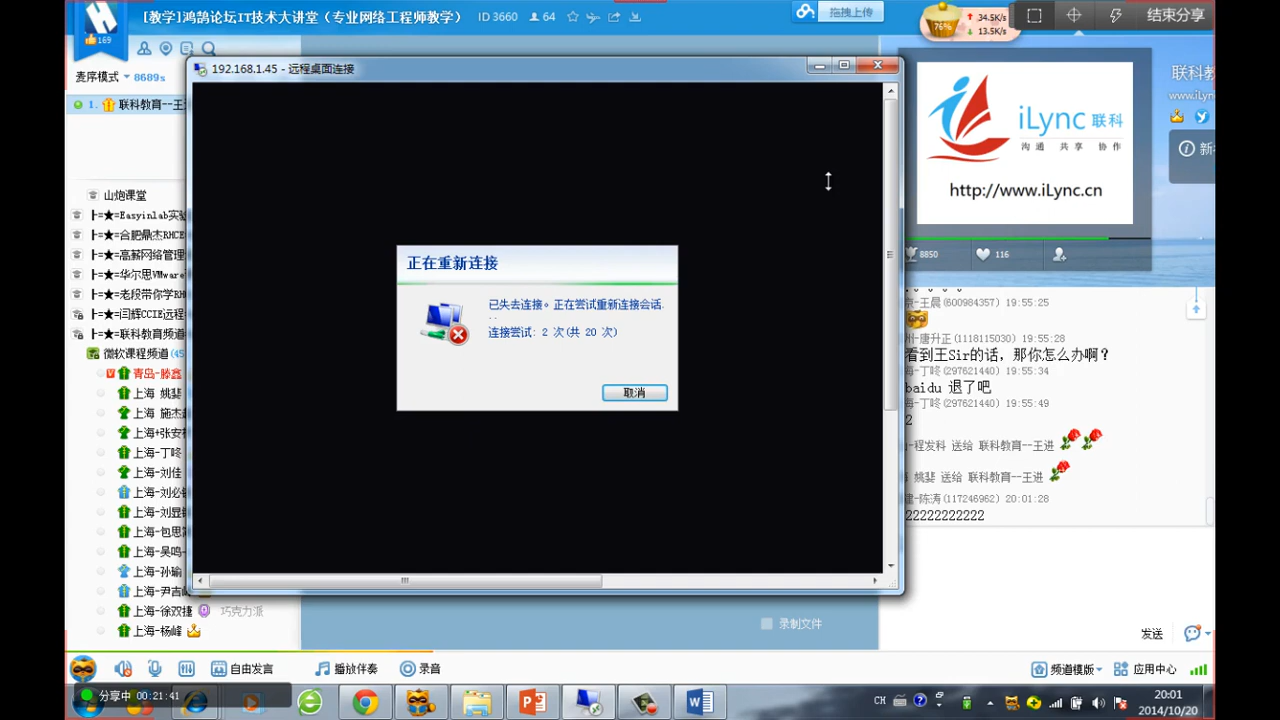 [教学]鸿鹄论坛IT技术大讲堂（专业网络工程师教学）
ID 3660
64
拖拽上传
76%
34.5K/s
13.5K/s
结束分享
169
麦序模式
8689s
1.
联科教育--王
192.168.1.45 - 远程桌面连接
正在重新连接
已失去连接。正在尝试重新连接会话.
..
连接尝试: 2 次(共 20 次)
取消
山炮课堂
┣=★=Easyinlab实
┣=★=合肥鼎杰RHCE
┣=★=高薪网络管理
┣=★=华尔思VMware
┣=★=老段带你学RH
┣=★=闫辉CCIE远程
┣=★=联科教育频道
微软课程频道(45
青岛-滕鑫
上海 姚斐
上海 施杰
上海+张安
上海-丁咚
上海-刘佳
上海-刘必
上海-刘显
上海-包思
上海-吴鸣
上海-孙瑜
上海-尹吉
上海-徐双捷
巧克力派
上海-杨峰
iLync 联科
沟通 共享 协作
http://www.iLync.cn
联科教
www.iLyn
新
8850
116
京-王晨(600984357) 19:55:25
州-唐升正(1118115030) 19:55:28
看到王Sir的话，那你怎么办啊？
海-丁咚(297621440) 19:55:34
baidu 退了吧
海-丁咚(297621440) 19:55:49
2
-程发料 送给 联科教育--王进
姚斐 送给 联科教育--王进
建-陈涛(117246962) 20:01:28
22222222222
录制文件
发送
自由发言
播放伴奏
录音
频道模版
应用中心
分享中 00:21:41
CH
20:01
2014/10/20